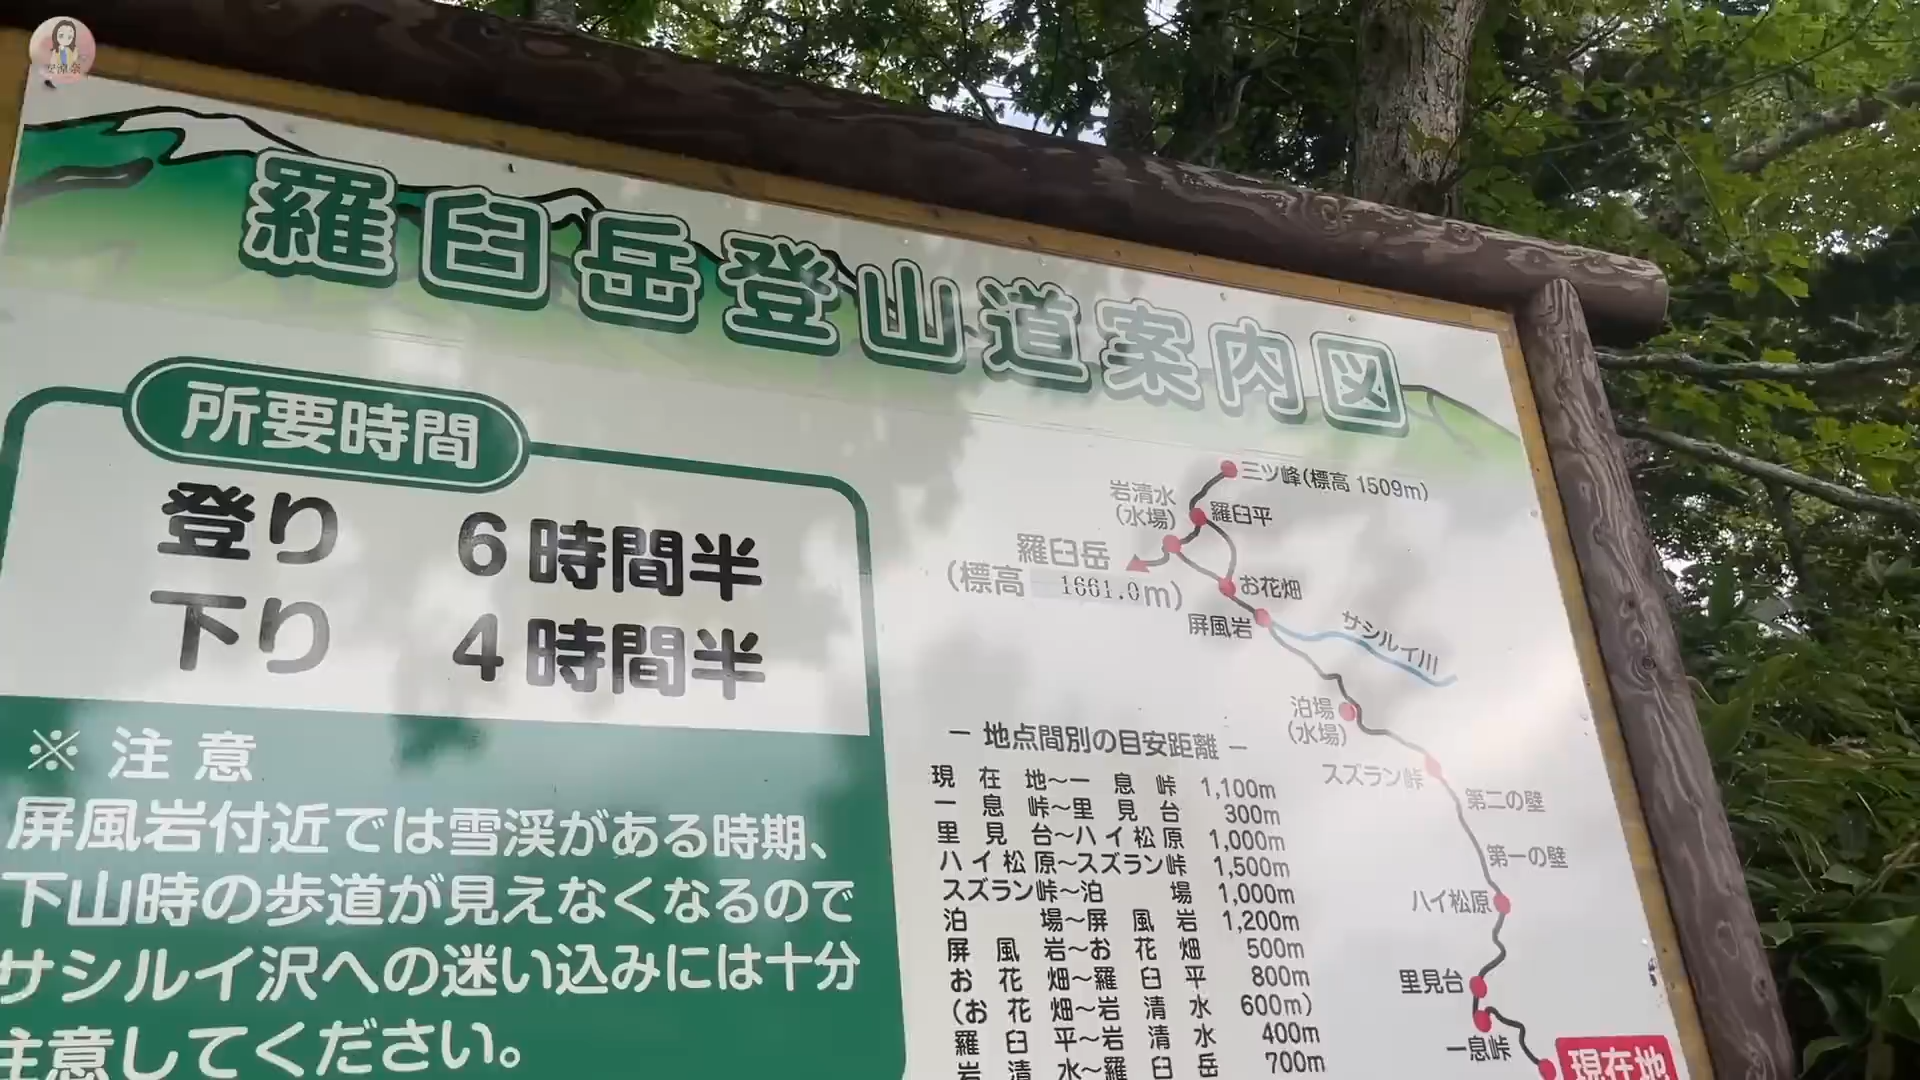 安涼奈
羅臼岳登山道案内図
所要時間
登り 6時間半
下り 4時間半
※注意
屏風岩付近では雪渓がある時期、
下山時の歩道が見えなくなるので
サシルイ沢への迷い込みには十分
注意してください。
三ツ峰(標高 1509m)
岩清水
(水場)
羅臼平
羅臼岳
(標高 1661.0m)
お花畑
屏風岩
サシルイ川
泊場
(水場)
スズラン峠
第二の壁
第一の壁
ハイ松原
里見台
一息峠
現在地
― 地点間別の目安距離 ―
現在地～一息峠 1,100m
一息峠～里見台 300m
里見台～ハイ松原 1,000m
ハイ松原～スズラン峠 1,500m
スズラン峠～泊場 1,000m
泊場～屏風岩 1,200m
屏風岩～お花畑 500m
お花畑～羅臼平 800m
(お花畑～岩清水 600m)
羅臼平～岩清水 400m
岩清水～羅臼岳 700m